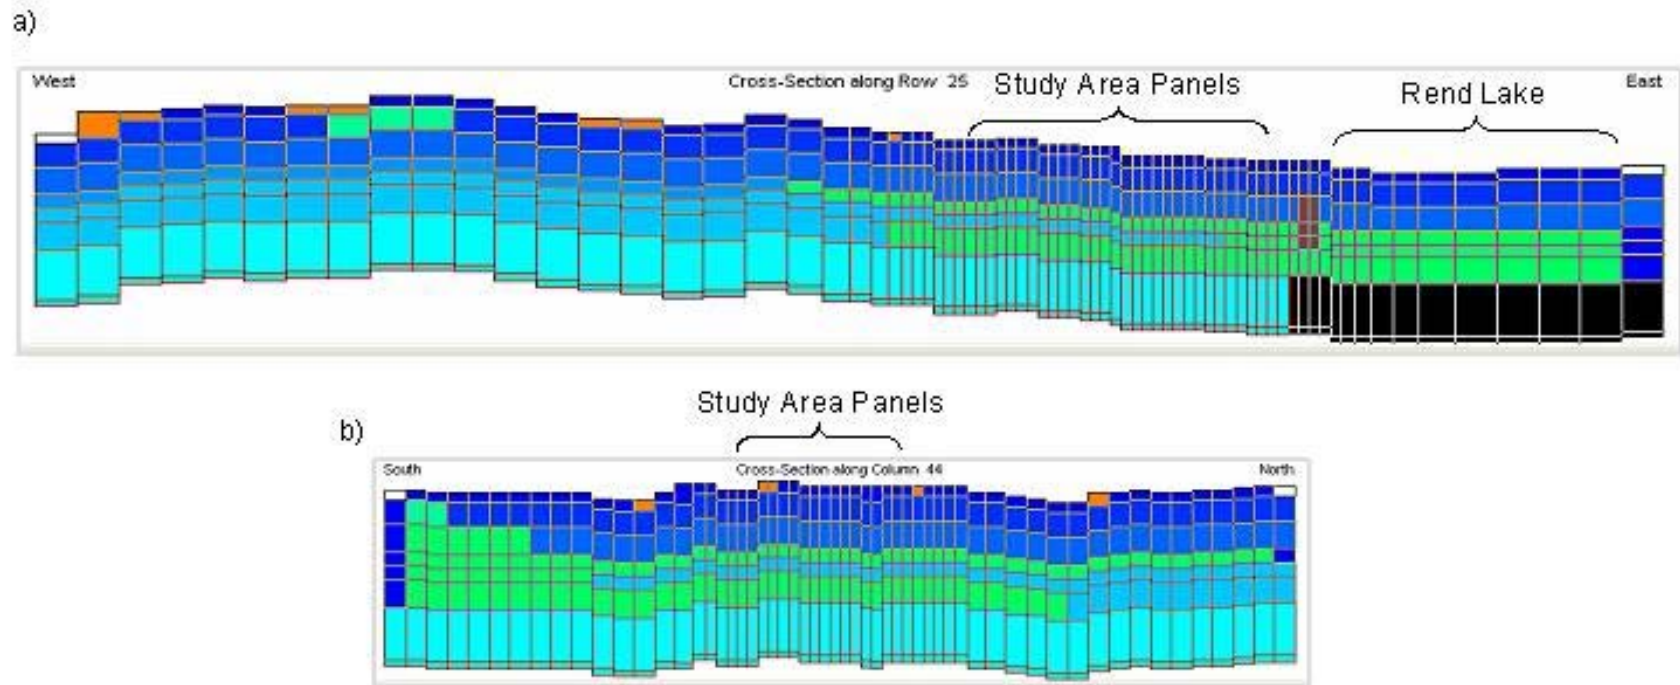 a)
West Cross-Section along Row 25 Study Area Panels Rend Lake East
Study Area Panels
b)
South Cross-Section along Column 44 North